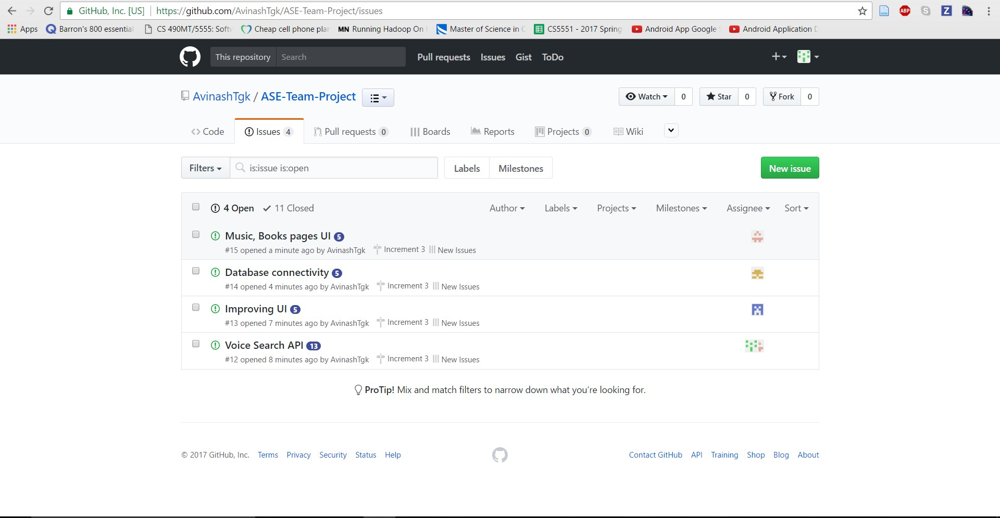 GitHub, Inc. [US] https://github.com/AvinashTgk/ASE-Team-Project/issues
ABP S Z
Apps Barron's 800 essential CS 490MT/5555: Softw Cheap cell phone plan MN Running Hadoop On Master of Science in C CS5551 - 2017 Spring Android App Google Android Application D
This repository Search Pull requests Issues Gist ToDo
AvinashTgk / ASE-Team-Project Watch 0 Star 0 Fork 0
Code Issues 4 Pull requests 0 Boards Reports Projects 0 Wiki
Filters is:issue is:open Labels Milestones New issue
4 Open 11 Closed Author Labels Projects Milestones Assignee Sort
Music, Books pages UI 5
#15 opened a minute ago by AvinashTgk Increment 3 New Issues
Database connectivity 5
#14 opened 4 minutes ago by AvinashTgk Increment 3 New Issues
Improving UI 5
#13 opened 7 minutes ago by AvinashTgk Increment 3 New Issues
Voice Search API 13
#12 opened 8 minutes ago by AvinashTgk Increment 3 New Issues
ProTip! Mix and match filters to narrow down what you’re looking for.
© 2017 GitHub, Inc. Terms Privacy Security Status Help Contact GitHub API Training Shop Blog About